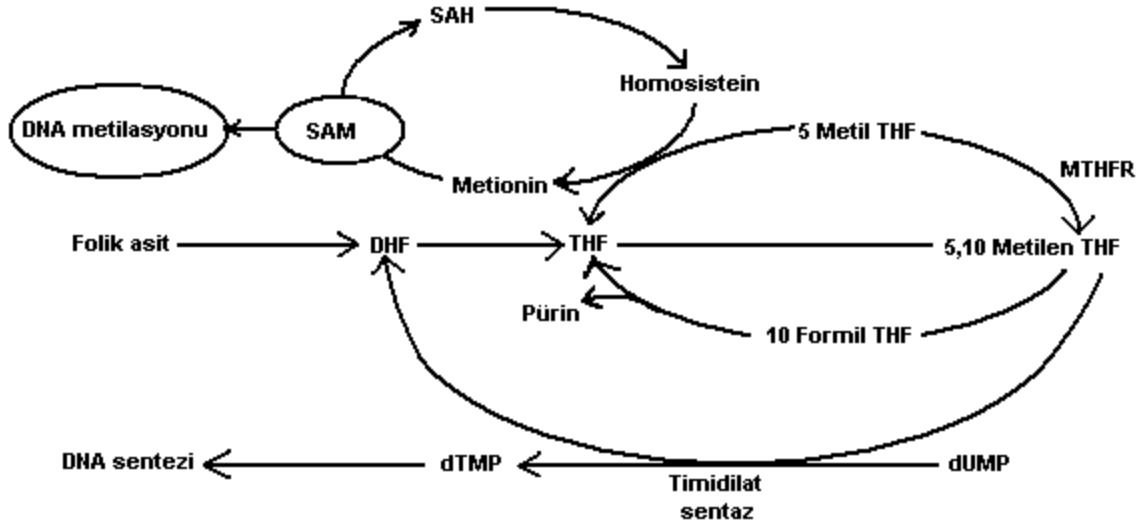 SAH
Homosistein
DNA metilasyonu
SAM
5 Metil THF
MTHFR
Metionin
Folik asit
DHF
THF
5,10 Metilen THF
Pürin
10 Formil THF
DNA sentezi
dTMP
dUMP
Timidilat
sentaz